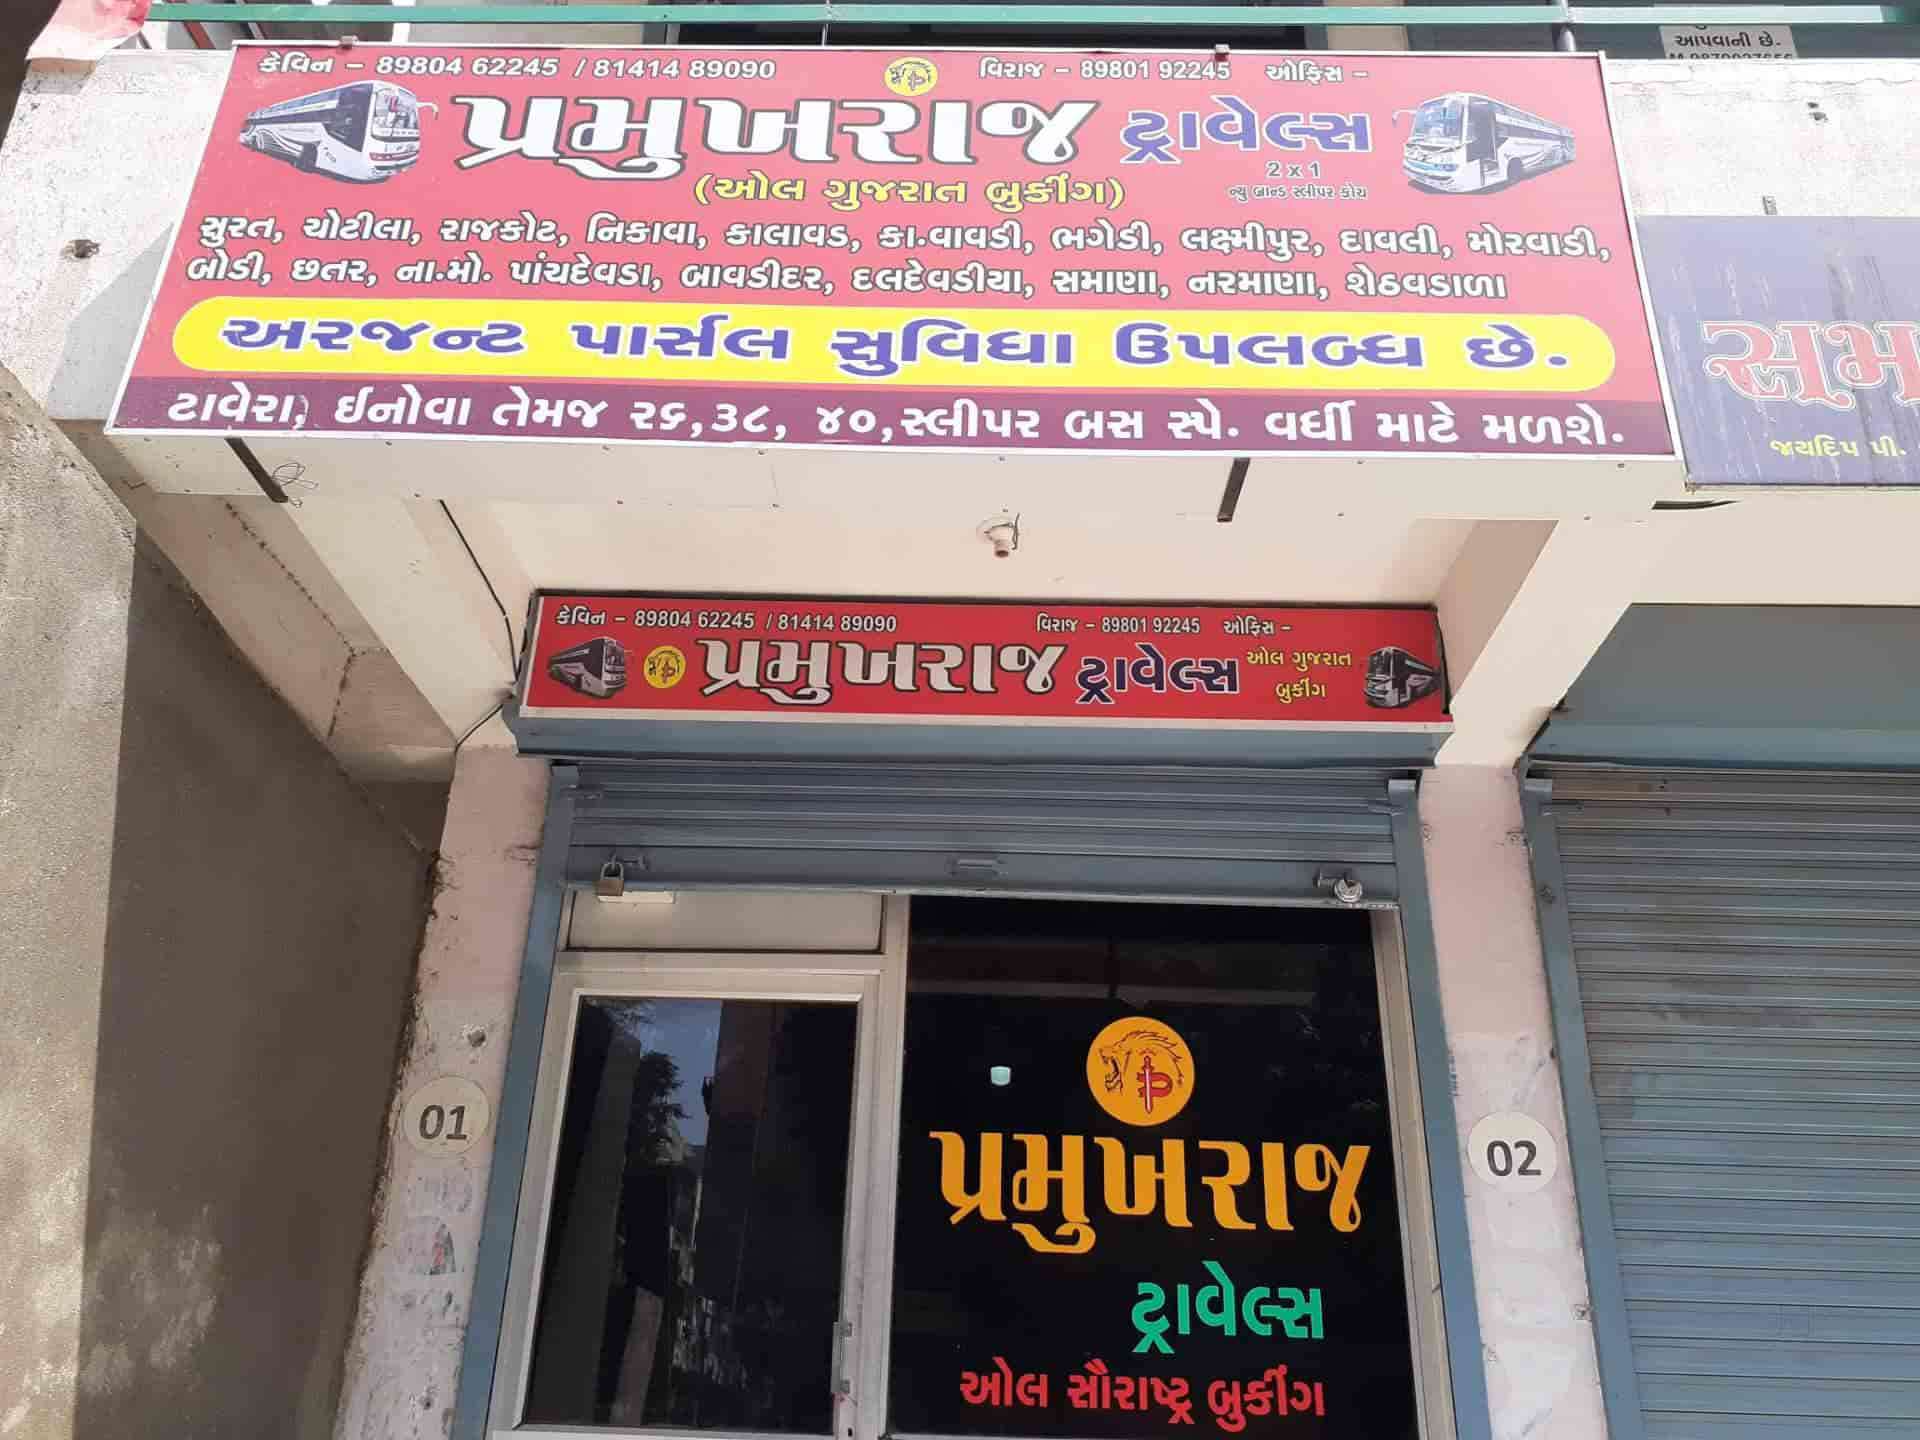 આપવાની છે.
કેવિન – 89804 62245 / 81414 89090 વિરાજ – 89801 92245 ઓફિસ –
પ્રમુખરાજ ટ્રાવેલ્સ
2 x 1
(ઓલ ગુજરાત બુકીંગ) ન્યુ બ્રાન્ડ સ્લીપર કોચ
સુરત, ચોટીલા, રાજકોટ, નિકાવા, કાલાવડ, કા.વાવડી, ભગેડી, લક્ષ્મીપુર, દાવલી, મોરવાડી,
બોડી, છતર, ના.મો. પાંચદેવડા, બાવડીદર, દલદેવડીયા, સમાણા, નરમાણા, શેઠવડાળા
અરજન્ટ પાર્સલ સુવિધા ઉપલબ્ધ છે.
ટાવેરા, ઈનોવા તેમજ ૨૬,૩૮, ૪૦,સ્લીપર બસ સ્પે. વર્ધી માટે મળશે.
જયદિપ પી.
કેવિન – 89804 62245 / 81414 89090 વિરાજ – 89801 92245 ઓફિસ –
પ્રમુખરાજ ટ્રાવેલ્સ ઓલ ગુજરાત
બુકીંગ
01
02
પ્રમુખરાજ
ટ્રાવેલ્સ
ઓલ સૌરાષ્ટ્ર બુકીંગ